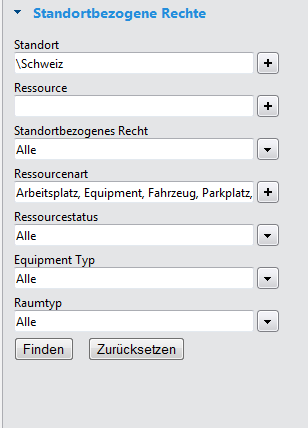 Standortbezogene Rechte
Standort
\Schweiz
Ressource
Standortbezogenes Recht
Alle
Ressourcenart
Arbeitsplatz, Equipment, Fahrzeug, Parkplatz,
Ressourcestatus
Alle
Equipment Typ
Alle
Raumtyp
Alle
Finden Zurücksetzen